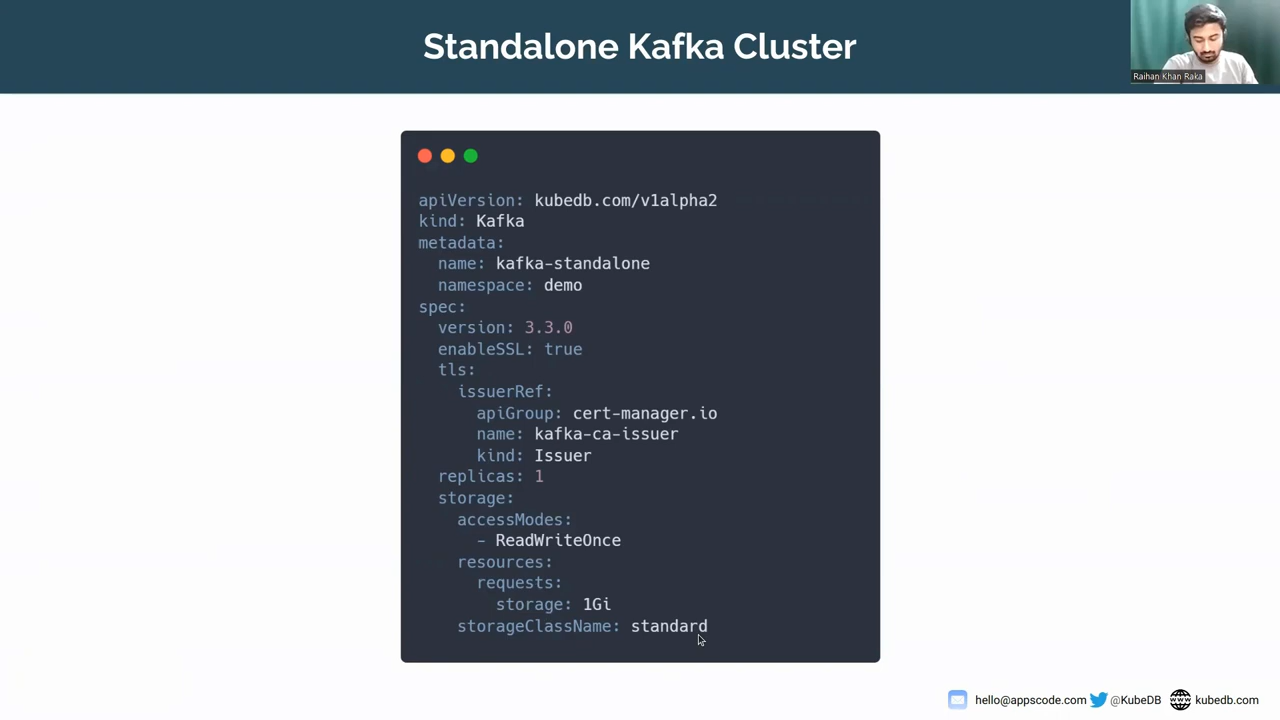 Standalone Kafka Cluster
Raihan Khan Raka
apiVersion: kubedb.com/v1alpha2
kind: Kafka
metadata:
  name: kafka-standalone
  namespace: demo
spec:
  version: 3.3.0
  enableSSL: true
  tls:
    issuerRef:
      apiGroup: cert-manager.io
      name: kafka-ca-issuer
      kind: Issuer
  replicas: 1
  storage:
    accessModes:
      - ReadWriteOnce
    resources:
      requests:
        storage: 1Gi
    storageClassName: standard
hello@appscode.com @KubeDB kubedb.com